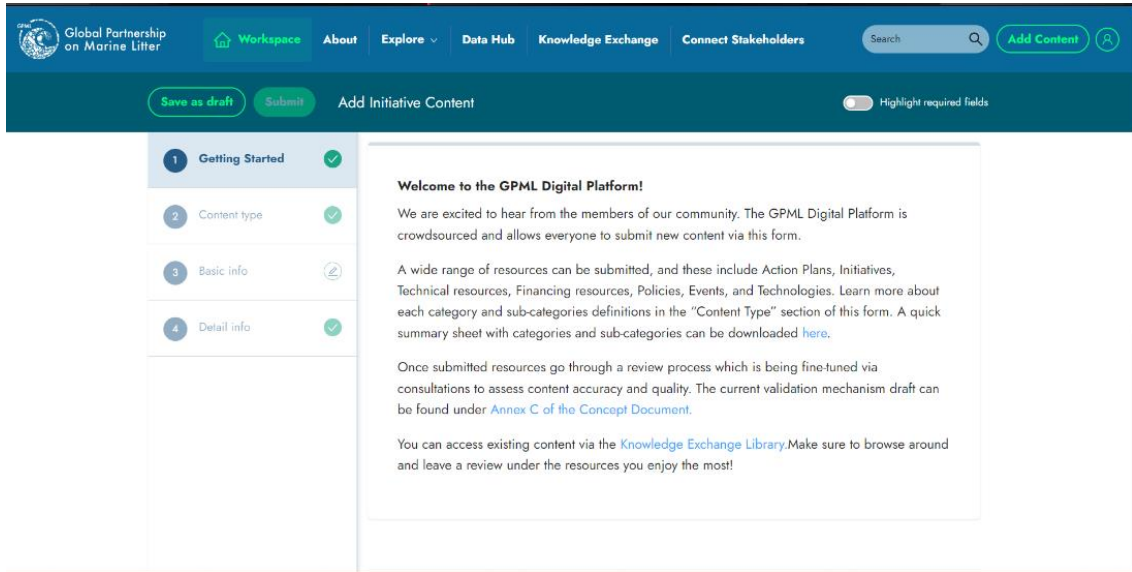 GPML
Global Partnership
on Marine Litter
Workspace
About
Explore
Data Hub
Knowledge Exchange
Connect Stakeholders
Search
Add Content
Save as draft
Submit
Add Initiative Content
Highlight required fields
1 Getting Started
2 Content type
3 Basic info
4 Detail info
Welcome to the GPML Digital Platform!
We are excited to hear from the members of our community. The GPML Digital Platform is
crowdsourced and allows everyone to submit new content via this form.
A wide range of resources can be submitted, and these include Action Plans, Initiatives,
Technical resources, Financing resources, Policies, Events, and Technologies. Learn more about
each category and sub-categories definitions in the "Content Type" section of this form. A quick
summary sheet with categories and sub-categories can be downloaded here.
Once submitted resources go through a review process which is being fine-tuned via
consultations to assess content accuracy and quality. The current validation mechanism draft can
be found under Annex C of the Concept Document.
You can access existing content via the Knowledge Exchange Library.Make sure to browse around
and leave a review under the resources you enjoy the most!